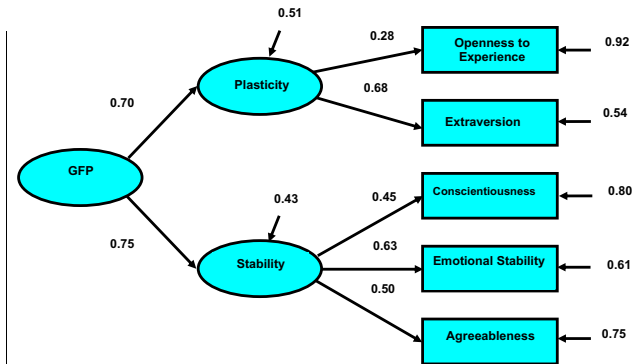 0.51
0.28
Openness to
Experience
0.92
Plasticity
0.70
0.68
Extraversion
0.54
GFP
0.45
Conscientiousness
0.80
0.43
0.75
0.63
Stability
Emotional Stability
0.61
0.50
Agreeableness
0.75